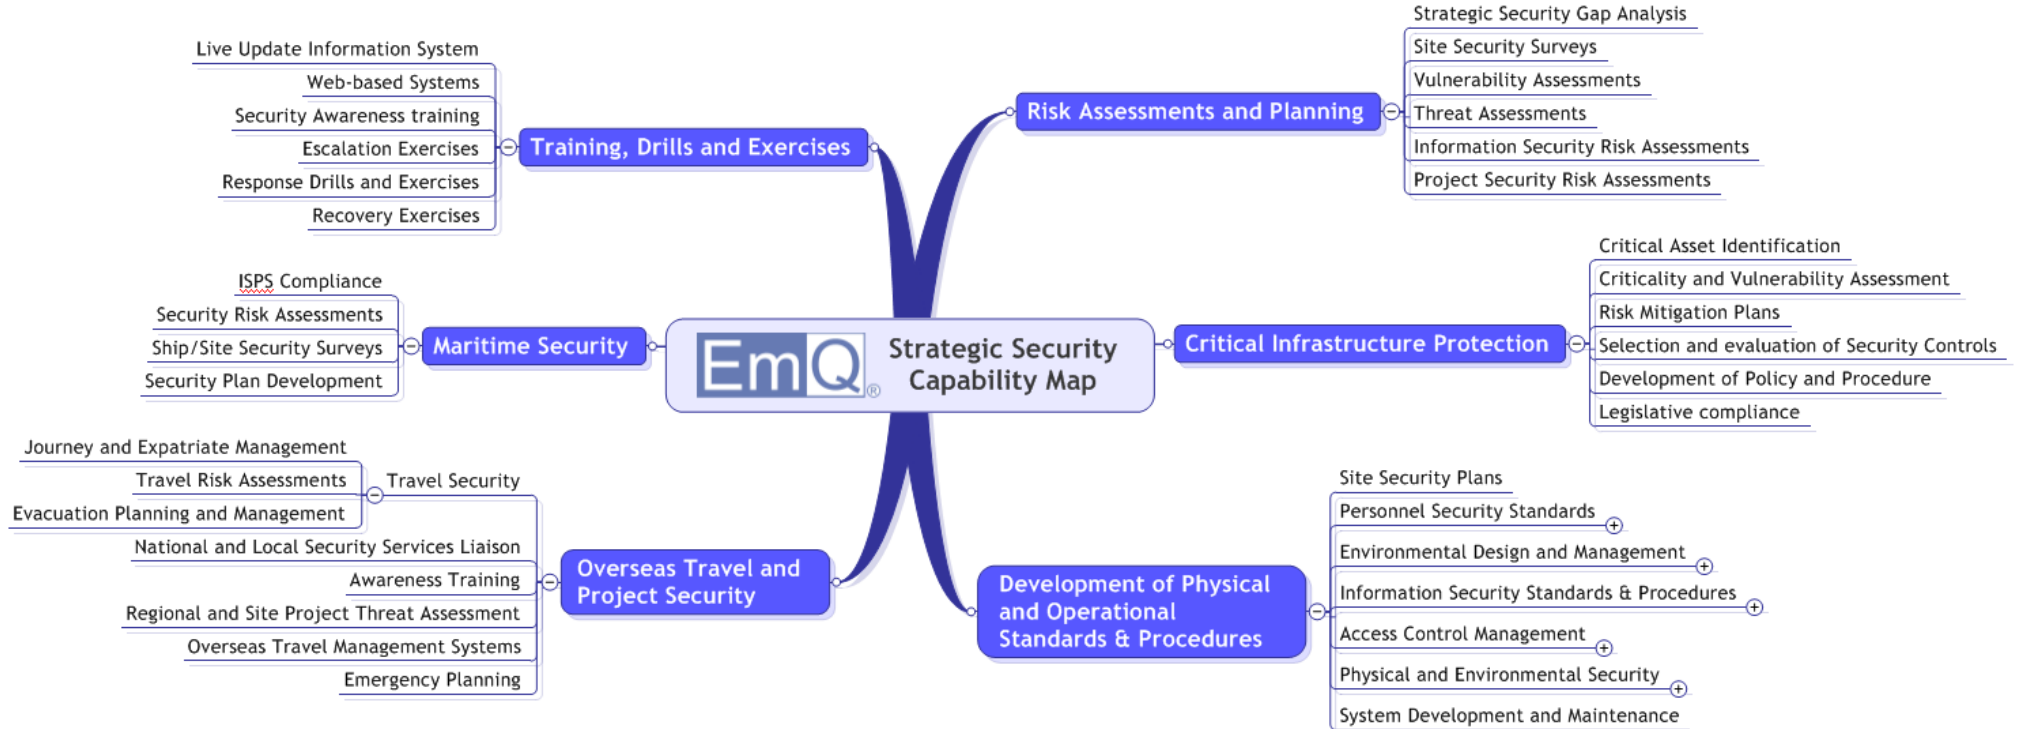 Strategic Security Gap Analysis
Site Security Surveys
Vulnerability Assessments
Threat Assessments
Information Security Risk Assessments
Project Security Risk Assessments
Risk Assessments and Planning
Live Update Information System
Web-based Systems
Security Awareness training
Escalation Exercises
Response Drills and Exercises
Recovery Exercises
Training, Drills and Exercises
Critical Asset Identification
Criticality and Vulnerability Assessment
Risk Mitigation Plans
Selection and evaluation of Security Controls
Development of Policy and Procedure
Legislative compliance
Critical Infrastructure Protection
ISPS Compliance
Security Risk Assessments
Ship/Site Security Surveys
Security Plan Development
Maritime Security
EmQ®
Strategic Security
Capability Map
Journey and Expatriate Management
Travel Risk Assessments
Evacuation Planning and Management
Travel Security
National and Local Security Services Liaison
Awareness Training
Regional and Site Project Threat Assessment
Overseas Travel Management Systems
Emergency Planning
Overseas Travel and
Project Security
Development of Physical
and Operational
Standards & Procedures
Site Security Plans
Personnel Security Standards
Environmental Design and Management
Information Security Standards & Procedures
Access Control Management
Physical and Environmental Security
System Development and Maintenance